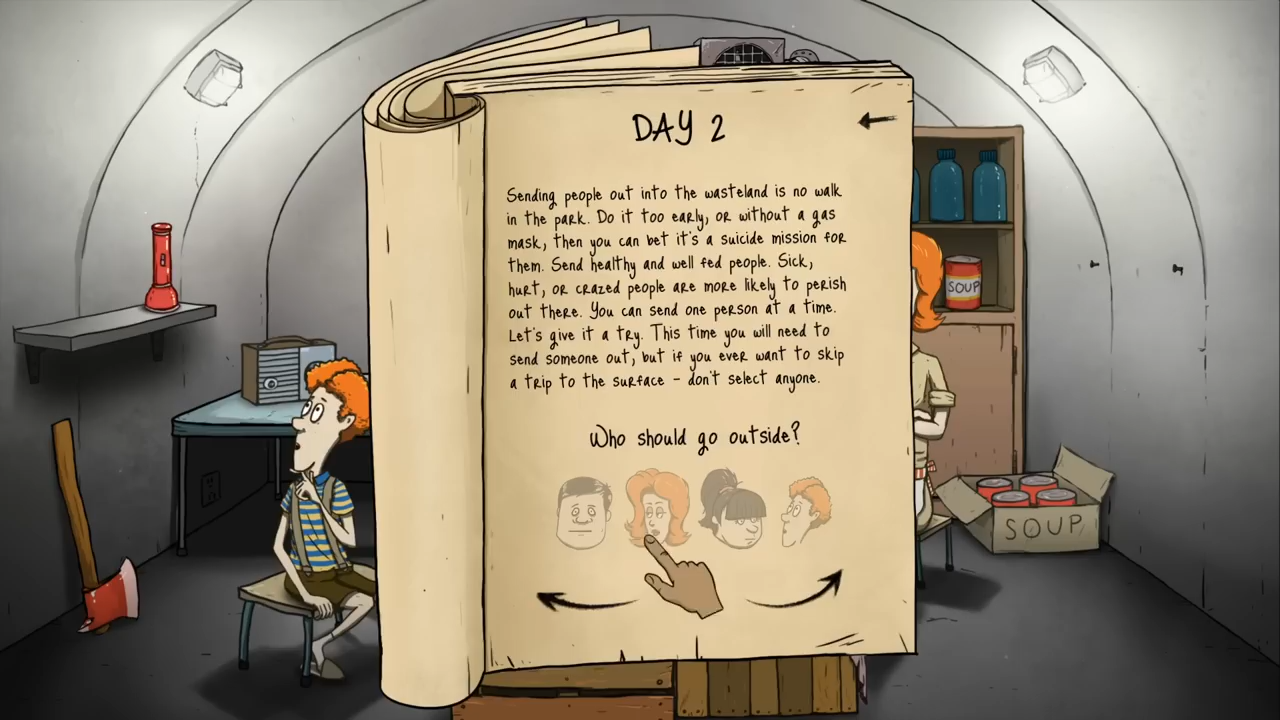 DAY 2
Sending people out into the wasteland is no walk
in the park. Do it too early, or without a gas
mask, then you can bet it's a suicide mission for
them. Send healthy and well fed people. Sick,
hurt, or crazed people are more likely to perish
out there. You can send one person at a time.
Let's give it a try. This time you will need to
send someone out, but if you ever want to skip
a trip to the surface - don't select anyone.
Who should go outside?
SOUP
SOUP